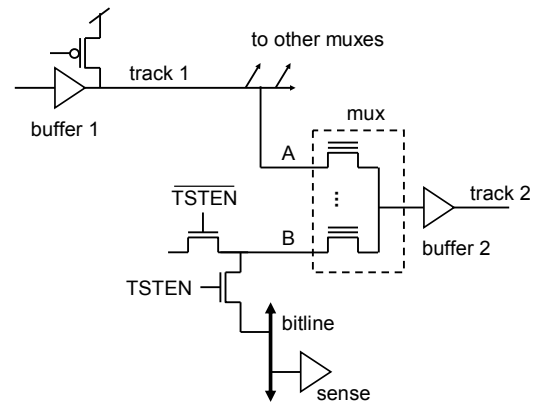 to other muxes
track 1
buffer 1
mux
A
TSTEN
...
track 2
B
buffer 2
TSTEN
bitline
sense